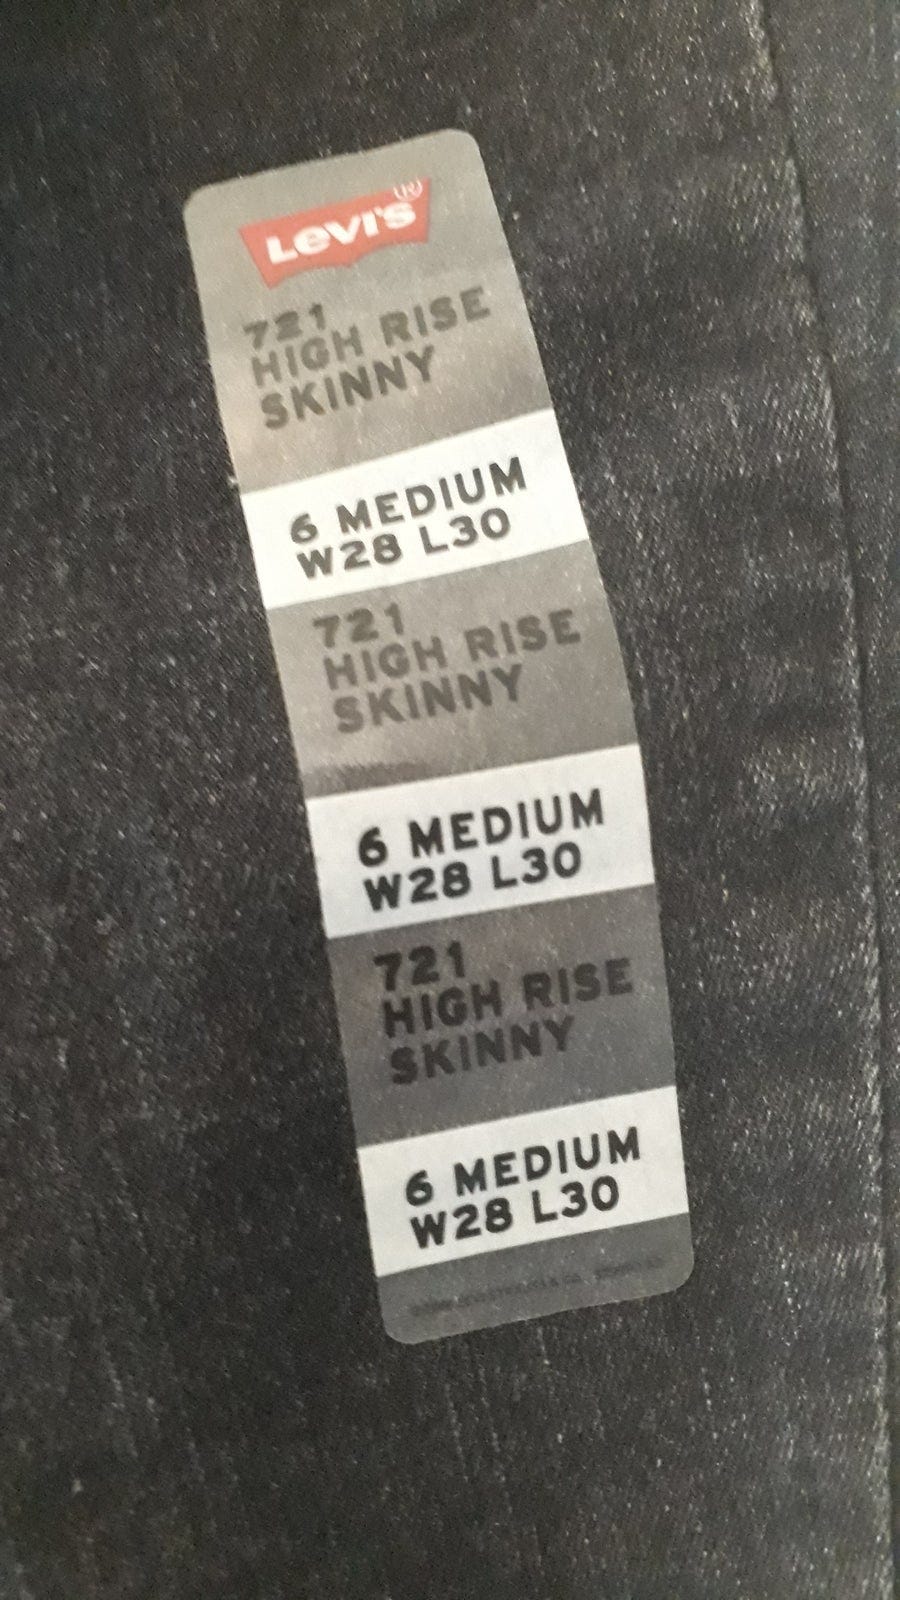 Levi's®
721
HIGH RISE
SKINNY
6 MEDIUM
W28 L30
721
HIGH RISE
SKINNY
6 MEDIUM
W28 L30
721
HIGH RISE
SKINNY
6 MEDIUM
W28 L30